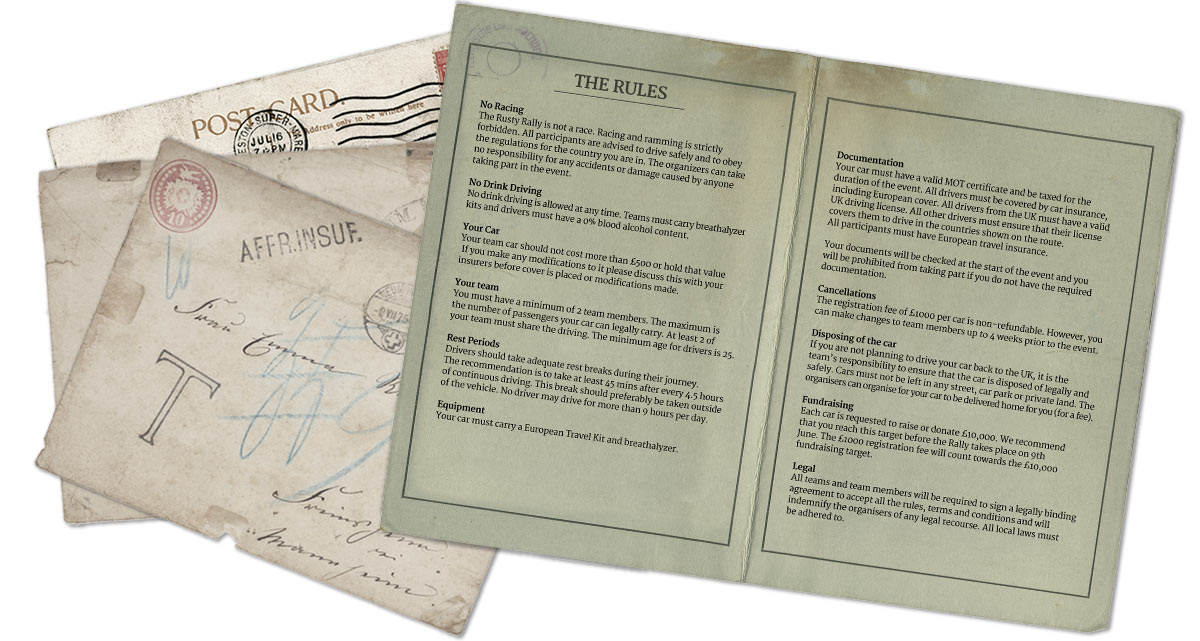 POST CARD.
Address only to be written here
WESTON-SUPER-MARE
JUL 16
7 PM
AFFR.INSUF.
Frau Emma
T
THE RULES
No Racing
The Rusty Rally is not a race. Racing and ramming is strictly
forbidden. All participants are advised to drive safely and to obey
the regulations for the country you are in. The organizers can take
no responsibility for any accidents or damage caused by anyone
taking part in the event.
No Drink Driving
No drink driving is allowed at any time. Teams must carry breathalyzer
kits and drivers must have a 0% blood alcohol content.
Your Car
Your team car should not cost more than £500 or hold that value
If you make any modifications to it please discuss this with your
insurers before cover is placed or modifications made.
Your team
You must have a minimum of 2 team members. The maximum is
the number of passengers your car can legally carry. At least 2 of
your team must share the driving. The minimum age for drivers is 25.
Rest Periods
Drivers should take adequate rest breaks during their journey.
The recommendation is to take at least 45 mins after every 4.5 hours
of continuous driving. This break should preferably be taken outside
of the vehicle. No driver may drive for more than 9 hours per day.
Equipment
Your car must carry a European Travel Kit and breathalyzer.
Documentation
Your car must have a valid MOT certificate and be taxed for the
duration of the event. All drivers must be covered by car insurance,
including European cover. All drivers from the UK must have a valid
UK driving license. All other drivers must ensure that their license
covers them to drive in the countries shown on the route.
All participants must have European travel insurance.
Your documents will be checked at the start of the event and you
will be prohibited from taking part if you do not have the required
documentation.
Cancellations
The registration fee of £1000 per car is non-refundable. However, you
can make changes to team members up to 4 weeks prior to the event.
Disposing of the car
If you are not planning to drive your car back to the UK, it is the
team's responsibility to ensure that the car is disposed of legally and
safely. Cars must not be left in any street, car park or private land. The
organisers can organise for your car to be delivered home for you (for a fee).
Fundraising
Each car is requested to raise or donate £10,000. We recommend
that you reach this target before the Rally takes place on 9th
June. The £1000 registration fee will count towards the £10,000
fundraising target.
Legal
All teams and team members will be required to sign a legally binding
agreement to accept all the rules, terms and conditions and will
indemnify the organisers of any legal recourse. All local laws must
be adhered to.